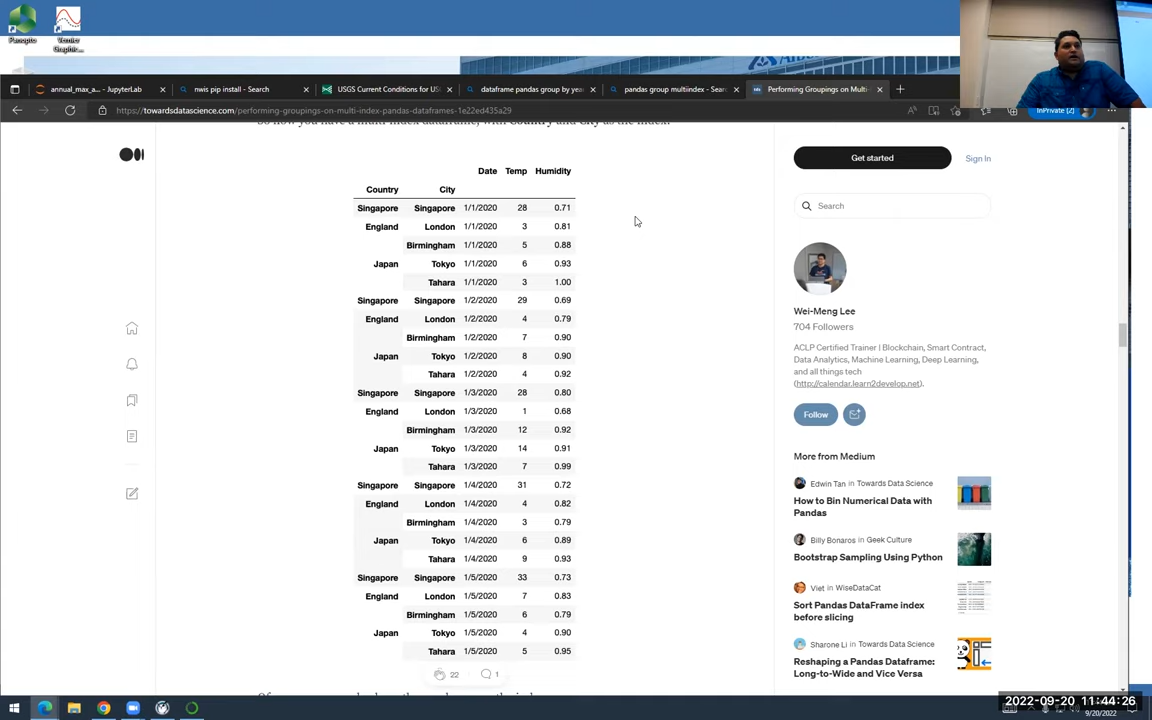 Panopto
Vernier
Graphic...
annual_max_a... - JupyterLab
nwis pip install - Search
USGS Current Conditions for US
dataframe pandas group by year
pandas group multiindex - Sear
Performing Groupings on Multi-
https://towardsdatascience.com/performing-groupings-on-multi-index-pandas-dataframes-1e22ed435a29
InPrivate (2)
Get started
Sign In
Search
Date Temp Humidity
Country City
Singapore Singapore 1/1/2020 28 0.71
England London 1/1/2020 3 0.81
Birmingham 1/1/2020 5 0.88
Japan Tokyo 1/1/2020 6 0.93
Tahara 1/1/2020 3 1.00
Singapore Singapore 1/2/2020 29 0.69
England London 1/2/2020 4 0.79
Birmingham 1/2/2020 7 0.90
Japan Tokyo 1/2/2020 8 0.90
Tahara 1/2/2020 4 0.92
Singapore Singapore 1/3/2020 28 0.80
England London 1/3/2020 1 0.68
Birmingham 1/3/2020 12 0.92
Japan Tokyo 1/3/2020 14 0.91
Tahara 1/3/2020 7 0.99
Singapore Singapore 1/4/2020 31 0.72
England London 1/4/2020 4 0.82
Birmingham 1/4/2020 3 0.79
Japan Tokyo 1/4/2020 6 0.89
Tahara 1/4/2020 9 0.93
Singapore Singapore 1/5/2020 33 0.73
England London 1/5/2020 7 0.83
Birmingham 1/5/2020 6 0.79
Japan Tokyo 1/5/2020 4 0.90
Tahara 1/5/2020 5 0.95
22 1
Wei-Meng Lee
704 Followers
ACLP Certified Trainer | Blockchain, Smart Contract,
Data Analytics, Machine Learning, Deep Learning,
and all things tech
(http://calendar.learn2develop.net).
Follow
More from Medium
Edwin Tan in Towards Data Science
How to Bin Numerical Data with
Pandas
Billy Bonaros in Geek Culture
Bootstrap Sampling Using Python
Viet in WiseDataCat
Sort Pandas DataFrame index
before slicing
Sharone Li in Towards Data Science
Reshaping a Pandas Dataframe:
Long-to-Wide and Vice Versa
2022-09-20 11:44:26
9/20/2022